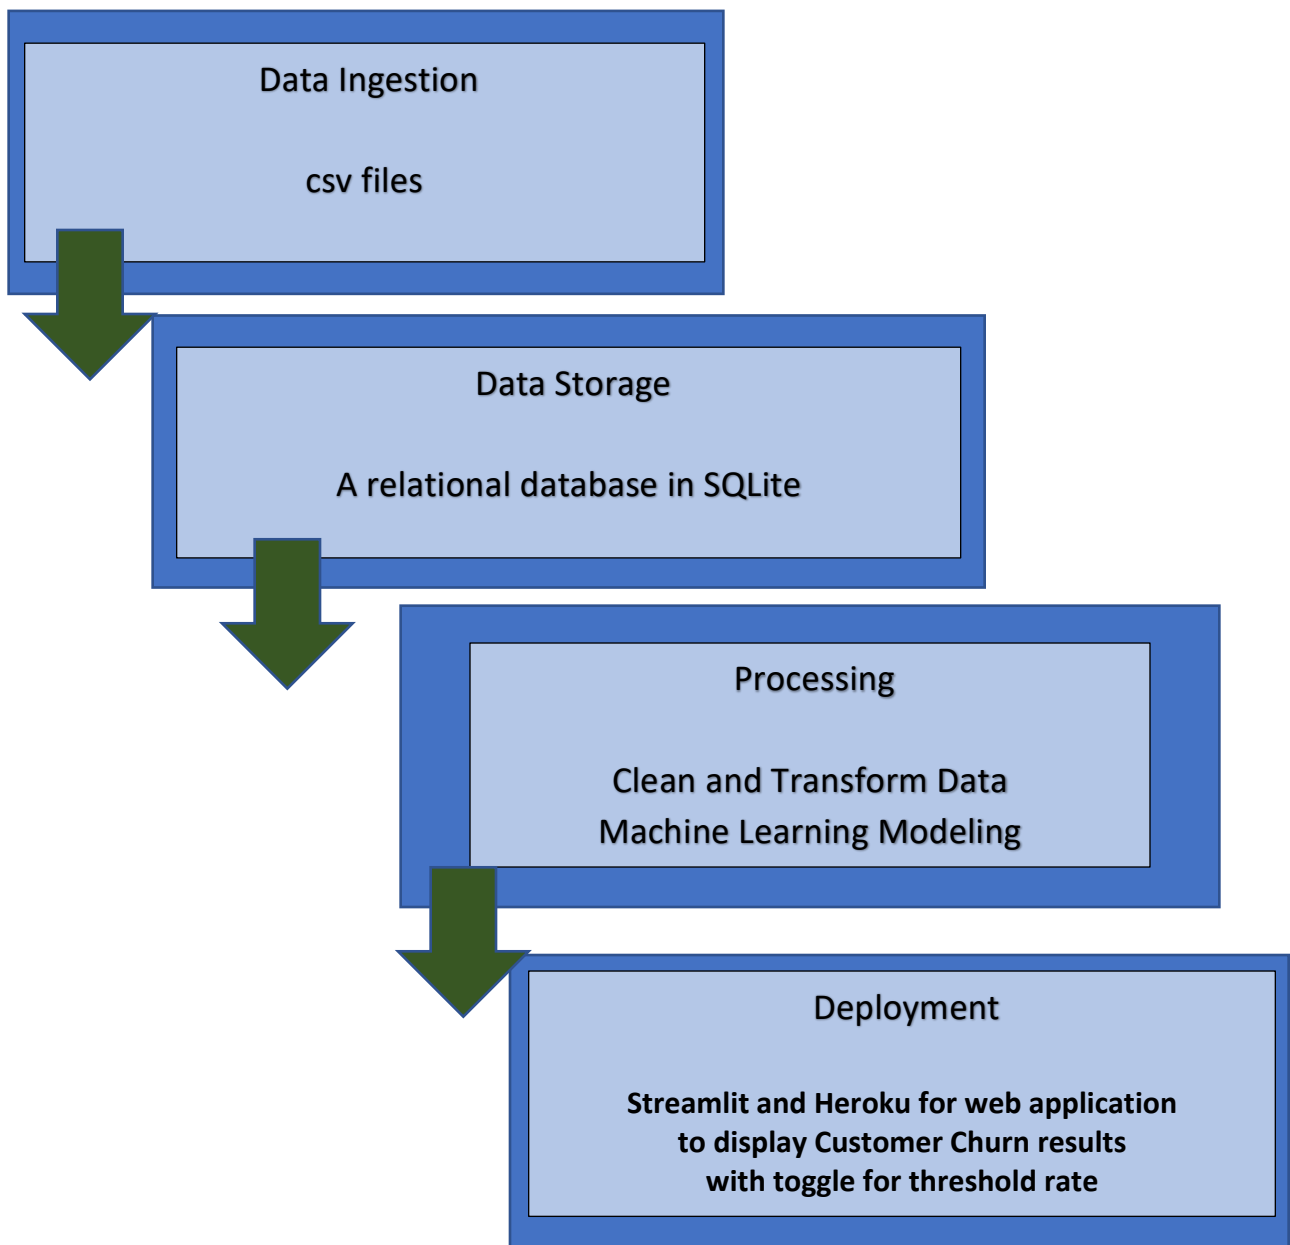 Data Ingestion
csv files
Data Storage
A relational database in SQLite
Processing
Clean and Transform Data
Machine Learning Modeling
Deployment
Streamlit and Heroku for web application
to display Customer Churn results
with toggle for threshold rate